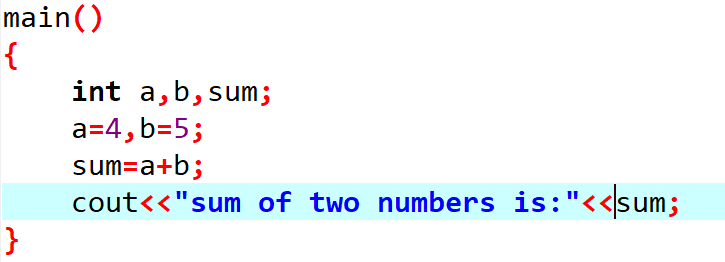 main()
{
    int a,b,sum;
    a=4,b=5;
    sum=a+b;
    cout<<"sum of two numbers is:"<<sum;
}